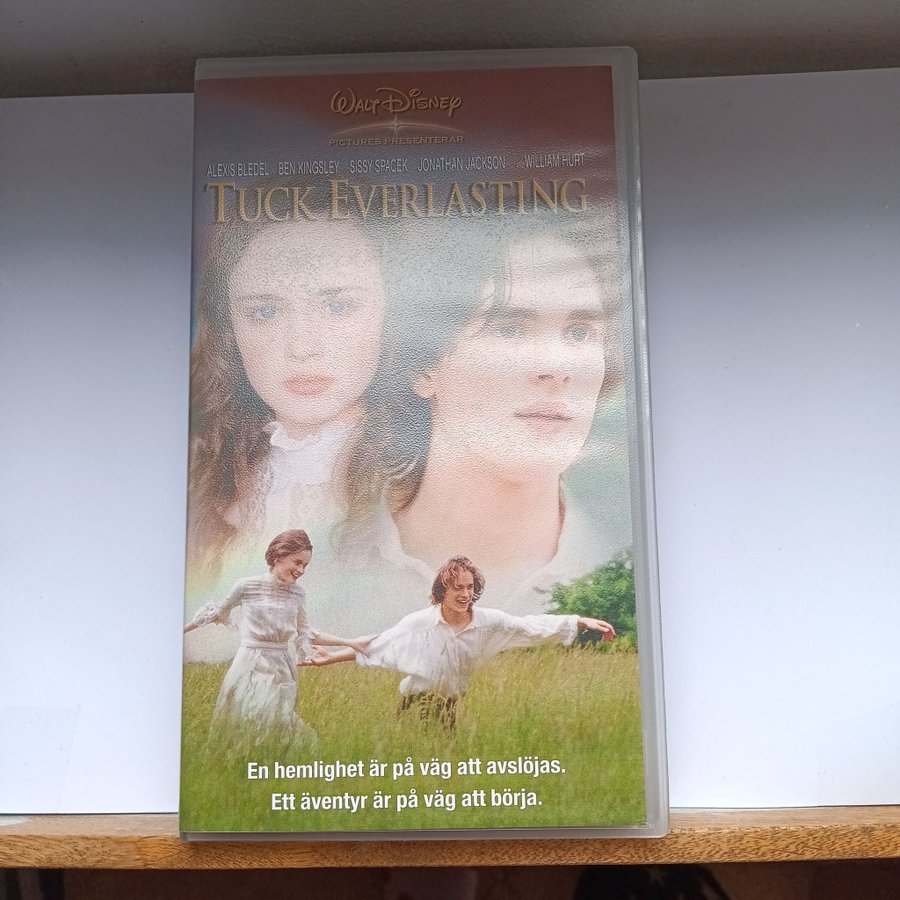 WALT DISNEY
PICTURES PRESENTERAR
ALEXIS BLEDEL BEN KINGSLEY SISSY SPACEK JONATHAN JACKSON WILLIAM HURT
TUCK EVERLASTING
En hemlighet är på väg att avslöjas.
Ett äventyr är på väg att börja.